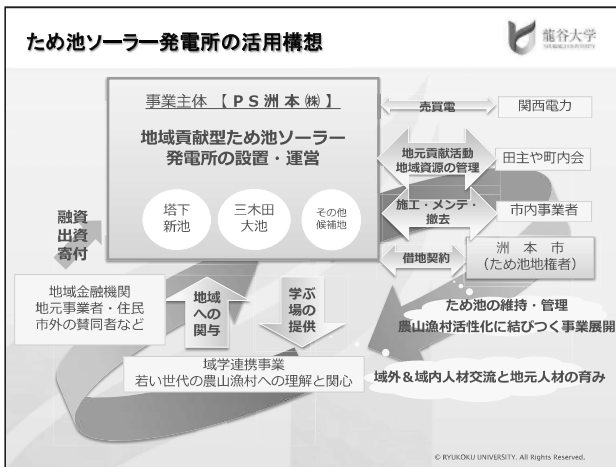 ため池ソーラー発電所の活用構想
龍谷大学
RYUKOKU UNIVERSITY
事業主体 【 PS洲本㈱ 】
地域貢献型ため池ソーラー
発電所の設置・運営
塔下
新池
三木田
大池
その他
候補地
売買電
関西電力
地元貢献活動
地域資源の管理
田主や町内会
施工・メンテ・
撤去
市内事業者
借地契約
洲 本 市
(ため池地権者)
融資
出資
寄付
地域金融機関
地元事業者・住民
市外の賛同者など
地域
への
関与
学ぶ
場の
提供
ため池の維持・管理
農山漁村活性化に結びつく事業展開
域学連携事業
若い世代の農山漁村への理解と関心
域外&域内人材交流と地元人材の育み
© RYUKOKU UNIVERSITY. All Rights Reserved.